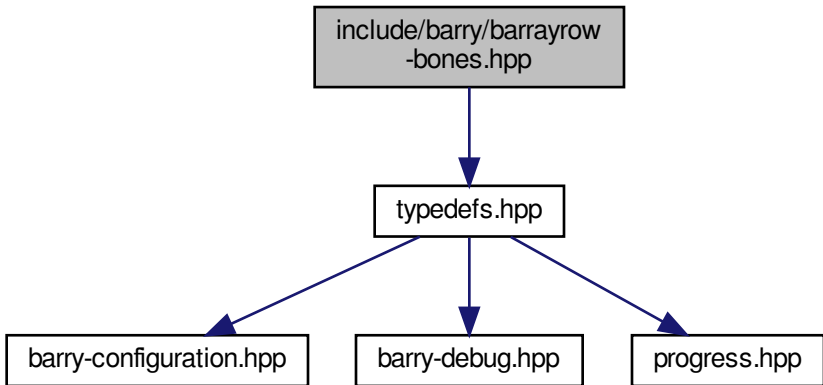 include/barry/barrayrow
-bones.hpp
typedefs.hpp
barry-configuration.hpp
barry-debug.hpp
progress.hpp